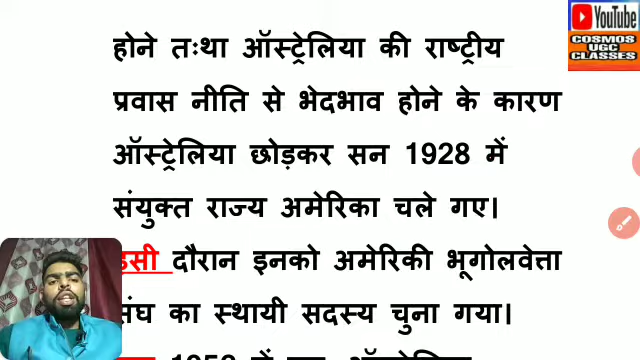 YouTube
COSMOS
UGC
CLASSES
होने तःथा ऑस्ट्रेलिया की राष्ट्रीय
प्रवास नीति से भेदभाव होने के कारण
ऑस्ट्रेलिया छोड़कर सन 1928 में
संयुक्त राज्य अमेरिका चले गए।
इसी दौरान इनको अमेरिकी भूगोलवेत्ता
संघ का स्थायी सदस्य चुना गया।